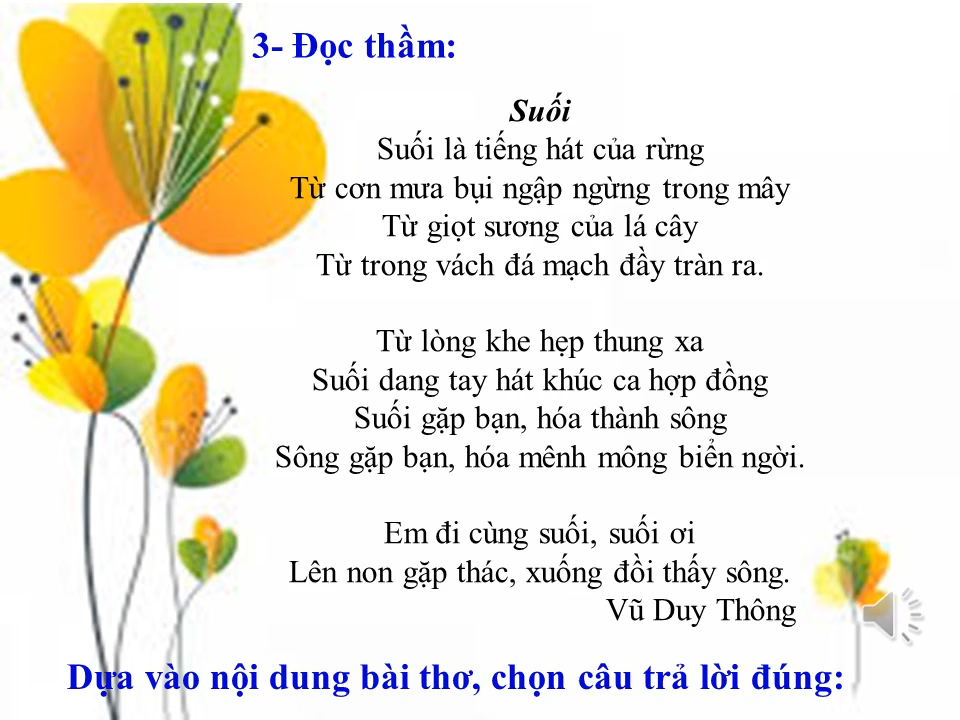 3- Đọc thầm:
Suối
Suối là tiếng hát của rừng
Từ cơn mưa bụi ngập ngừng trong mây
Từ giọt sương của lá cây
Từ trong vách đá mạch đầy tràn ra.
Từ lòng khe hẹp thung xa
Suối dang tay hát khúc ca hợp đồng
Suối gặp bạn, hóa thành sông
Sông gặp bạn, hóa mênh mông biển ngời.
Em đi cùng suối, suối ơi
Lên non gặp thác, xuống đồi thấy sông.
Vũ Duy Thông
Dựa vào nội dung bài thơ, chọn câu trả lời đúng: